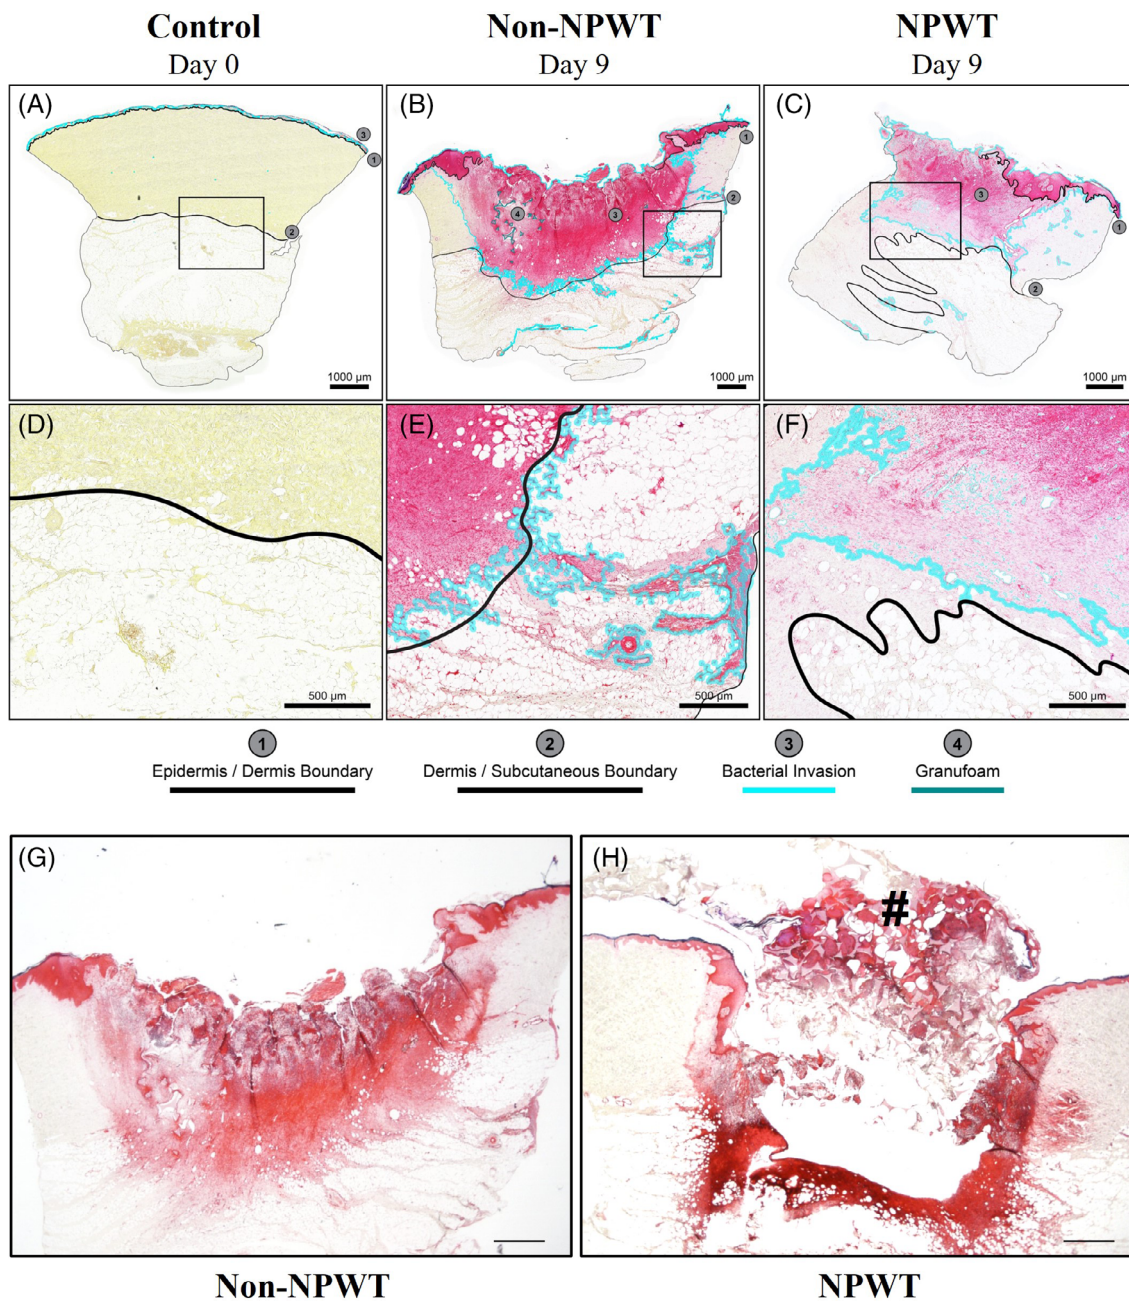 Control
Day 0
Non-NPWT
Day 9
NPWT
Day 9
(A)
3
1
2
1000 µm
(B)
1
2
3
4
1000 µm
(C)
3
1
2
1000 µm
(D)
500 µm
(E)
500 µm
(F)
500 µm
1
Epidermis / Dermis Boundary
2
Dermis / Subcutaneous Boundary
3
Bacterial Invasion
4
Granufoam
(G)
(H)
#
Non-NPWT
NPWT